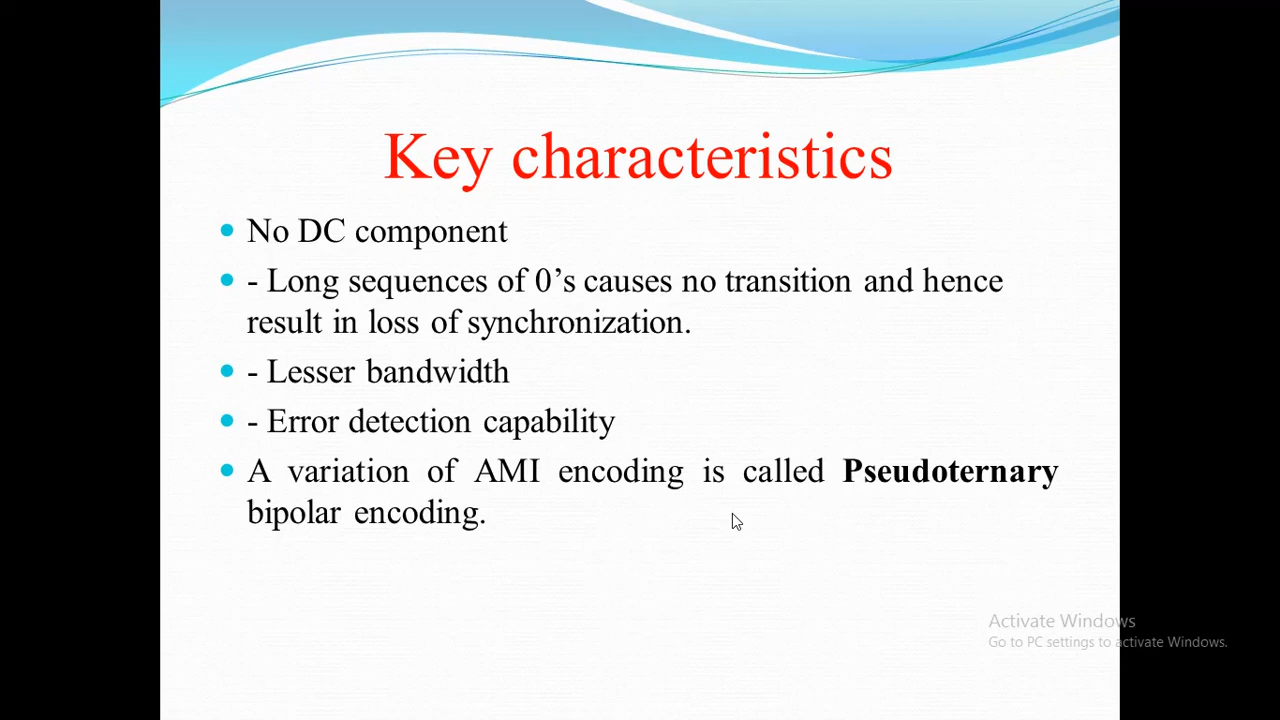 Key characteristics
No DC component
- Long sequences of 0’s causes no transition and hence
result in loss of synchronization.
- Lesser bandwidth
- Error detection capability
A variation of AMI encoding is called Pseudoternary
bipolar encoding.
Activate Windows
Go to PC settings to activate Windows.